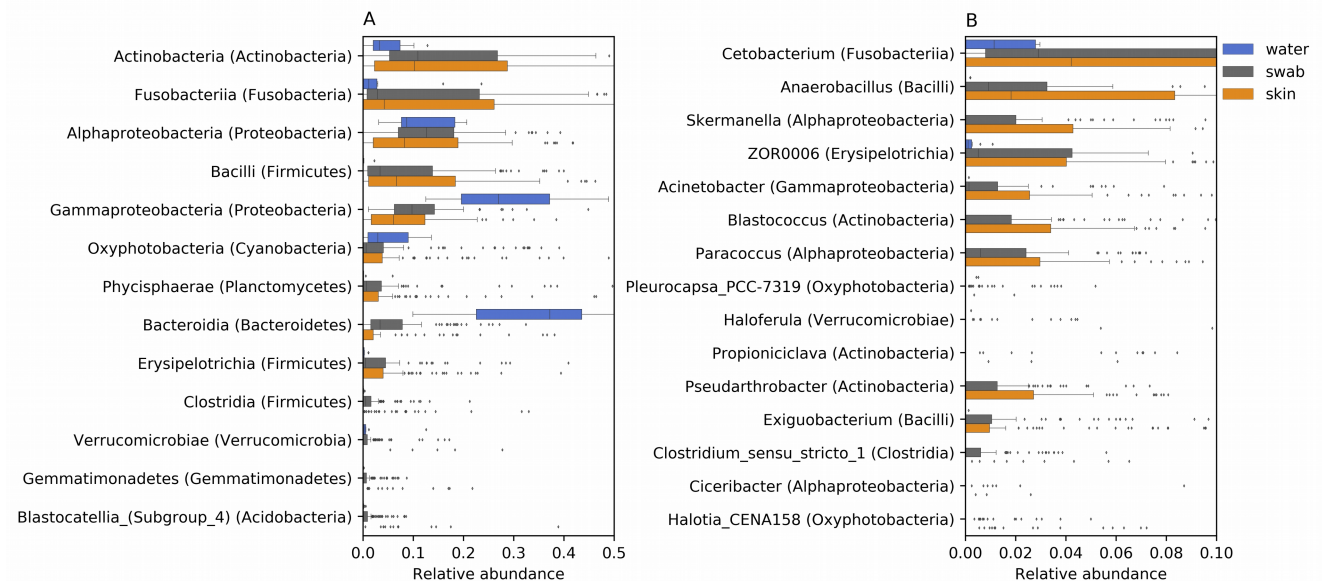 A
Actinobacteria (Actinobacteria)
Fusobacteriia (Fusobacteria)
Alphaproteobacteria (Proteobacteria)
Bacilli (Firmicutes)
Gammaproteobacteria (Proteobacteria)
Oxyphotobacteria (Cyanobacteria)
Phycisphaerae (Planctomycetes)
Bacteroidia (Bacteroidetes)
Erysipelotrichia (Firmicutes)
Clostridia (Firmicutes)
Verrucomicrobiae (Verrucomicrobia)
Gemmatimonadetes (Gemmatimonadetes)
Blastocatellia_(Subgroup_4) (Acidobacteria)
0.0 0.1 0.2 0.3 0.4 0.5
Relative abundance
B
Cetobacterium (Fusobacteriia)
Anaerobacillus (Bacilli)
Skermanella (Alphaproteobacteria)
ZOR0006 (Erysipelotrichia)
Acinetobacter (Gammaproteobacteria)
Blastococcus (Actinobacteria)
Paracoccus (Alphaproteobacteria)
Pleurocapsa_PCC-7319 (Oxyphotobacteria)
Haloferula (Verrucomicrobiae)
Propioniciclava (Actinobacteria)
Pseudarthrobacter (Actinobacteria)
Exiguobacterium (Bacilli)
Clostridium_sensu_stricto_1 (Clostridia)
Ciceribacter (Alphaproteobacteria)
Halotia_CENA158 (Oxyphotobacteria)
0.00 0.02 0.04 0.06 0.08 0.10
Relative abundance
water
swab
skin